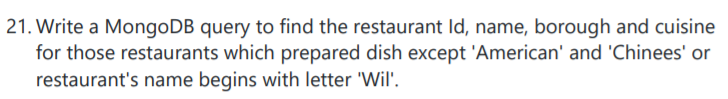 21. Write a MongoDB query to find the restaurant Id, name, borough and cuisine
for those restaurants which prepared dish except 'American' and 'Chinees' or
restaurant's name begins with letter 'Wil'.